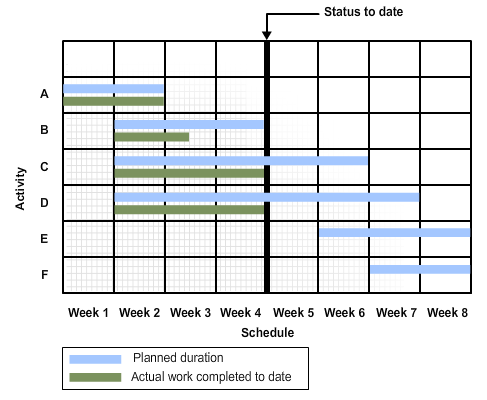 Status to date
A
B
C
D
E
F
Activity
Week 1 Week 2 Week 3 Week 4 Week 5 Week 6 Week 7 Week 8
Schedule
Planned duration
Actual work completed to date